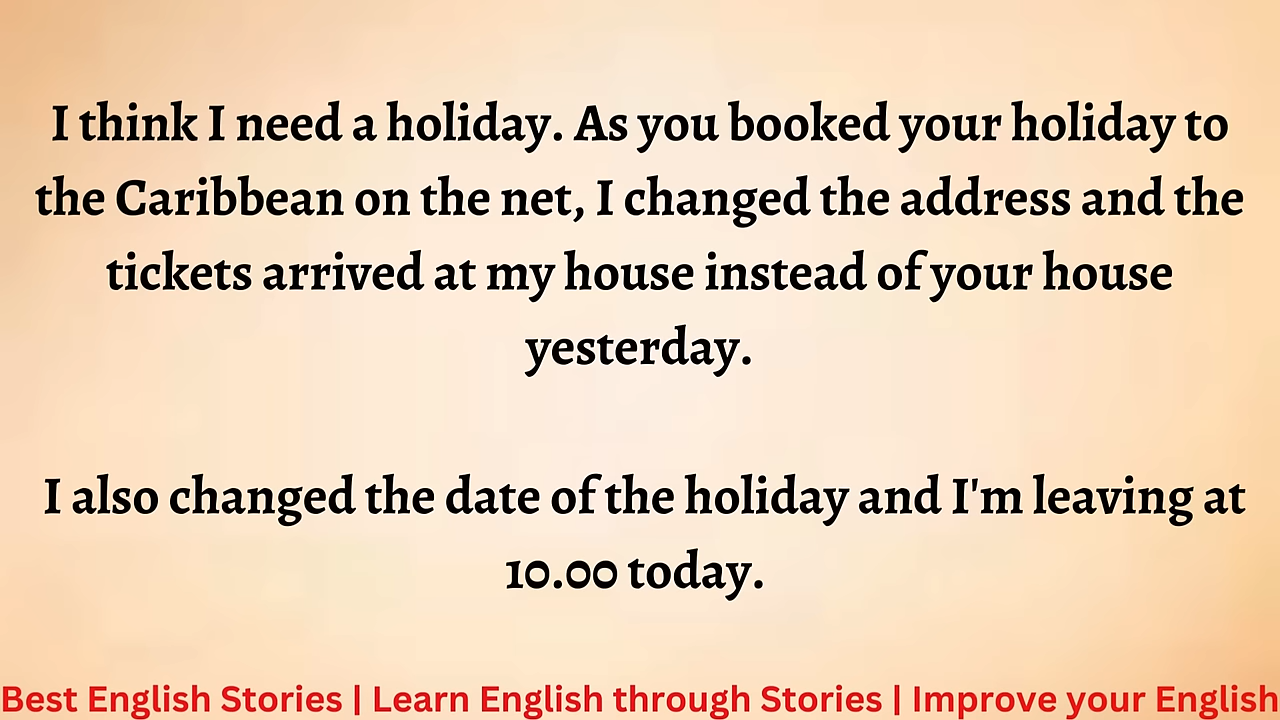 I think I need a holiday. As you booked your holiday to
the Caribbean on the net, I changed the address and the
tickets arrived at my house instead of your house
yesterday.
I also changed the date of the holiday and I'm leaving at
10.00 today.
Best English Stories | Learn English through Stories | Improve your English